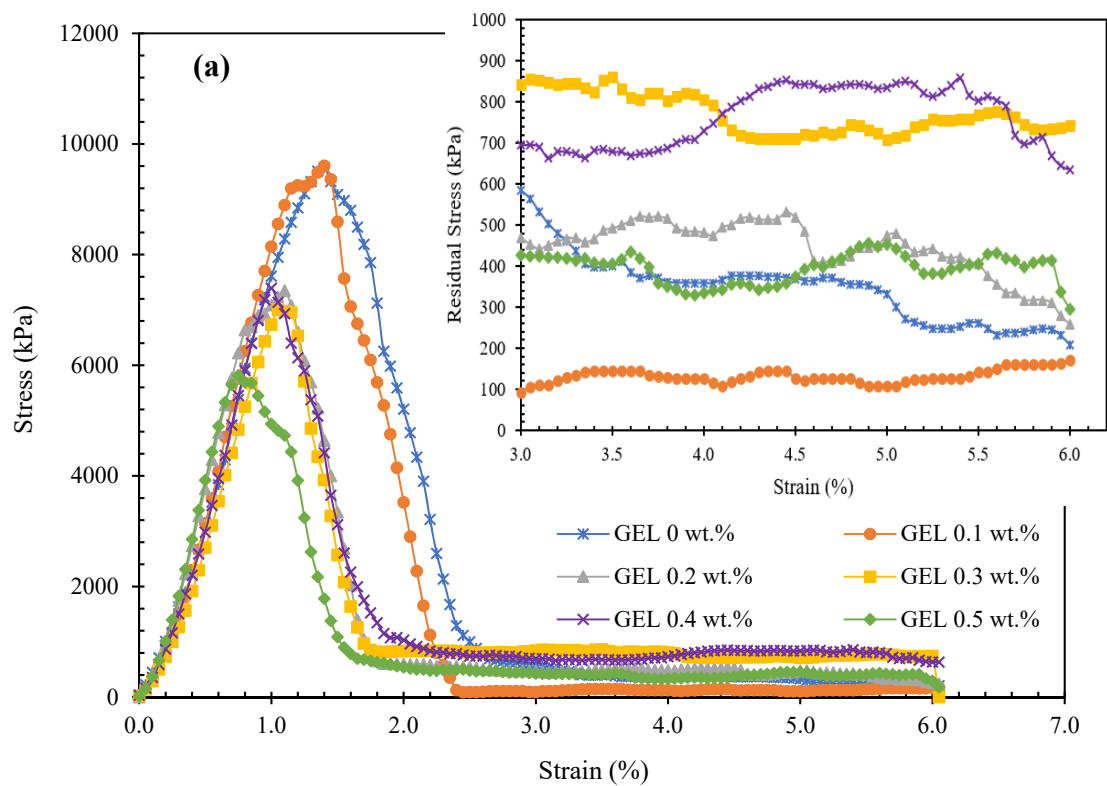 (a)
Stress (kPa)
12000
10000
8000
6000
4000
2000
0
0.0 1.0 2.0 3.0 4.0 5.0 6.0 7.0
Strain (%)
Residual Stress (kPa)
1000
900
800
700
600
500
400
300
200
100
0
3.0 3.5 4.0 4.5 5.0 5.5 6.0
Strain (%)
GEL 0 wt.% GEL 0.1 wt.%
GEL 0.2 wt.% GEL 0.3 wt.%
GEL 0.4 wt.% GEL 0.5 wt.%